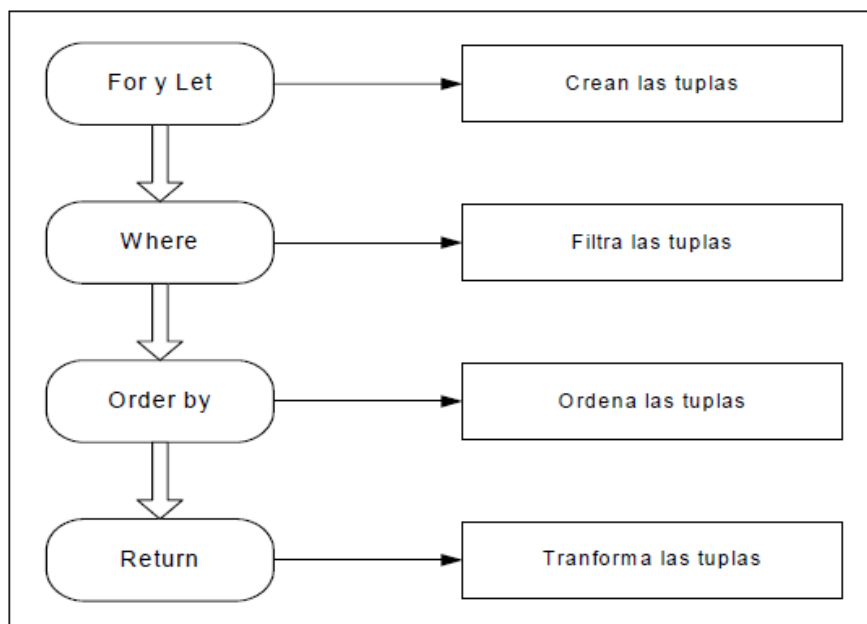 For y Let
Crean las tuplas
Where
Filtra las tuplas
Order by
Ordena las tuplas
Return
Tranforma las tuplas